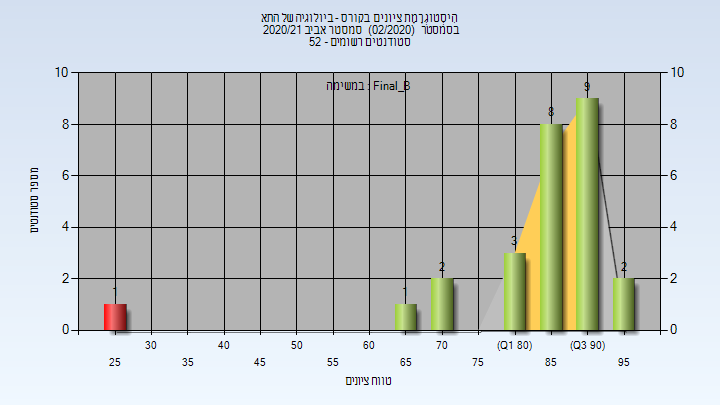 היסטוגרמת ציונים בקורס - ביולוגיה של התא
בסמסטר (02/2020) סמסטר אביב 2020/21
סטודנטים רשומים - 52
במשימה : Final_B
מספר סטודנטים
10 10
8 8
6 6
4 4
2 2
0 0
1 1 2 3 8 9 2
30 40 50 60 70 (Q1 80) (Q3 90)
25 35 45 55 65 75 85 95
טווח ציונים